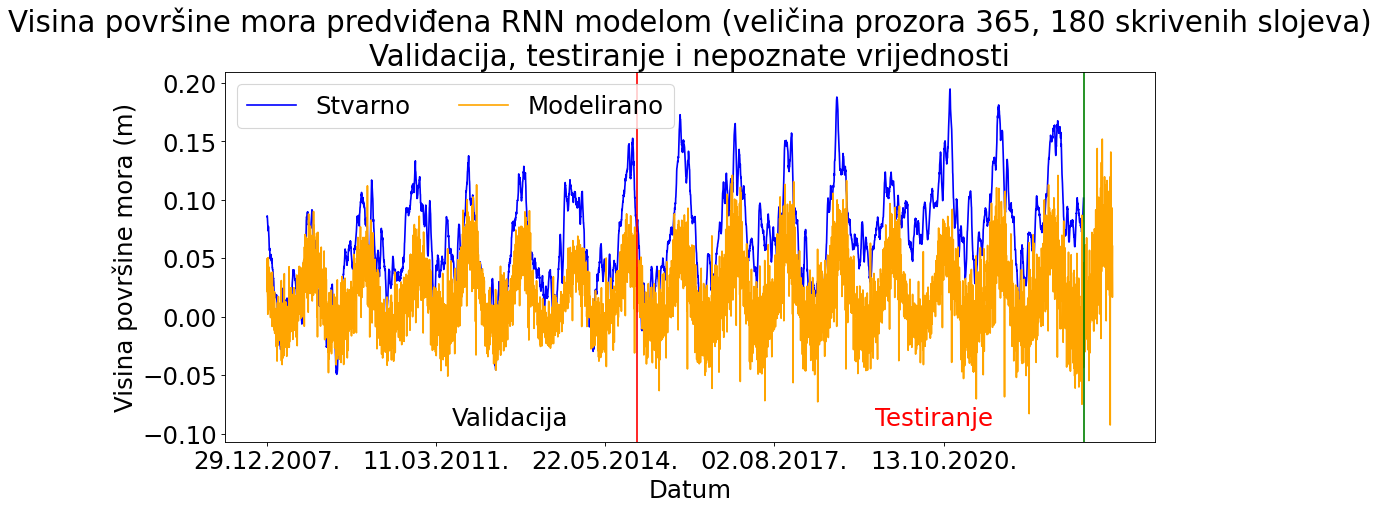 Visina površine mora predviđena RNN modelom (veličina prozora 365, 180 skrivenih slojeva)
Validacija, testiranje i nepoznate vrijednosti
Stvarno
Modelirano
Visina površine mora (m)
0.20
0.15
0.10
0.05
0.00
−0.05
−0.10
Validacija
Testiranje
29.12.2007.
11.03.2011.
22.05.2014.
02.08.2017.
13.10.2020.
Datum